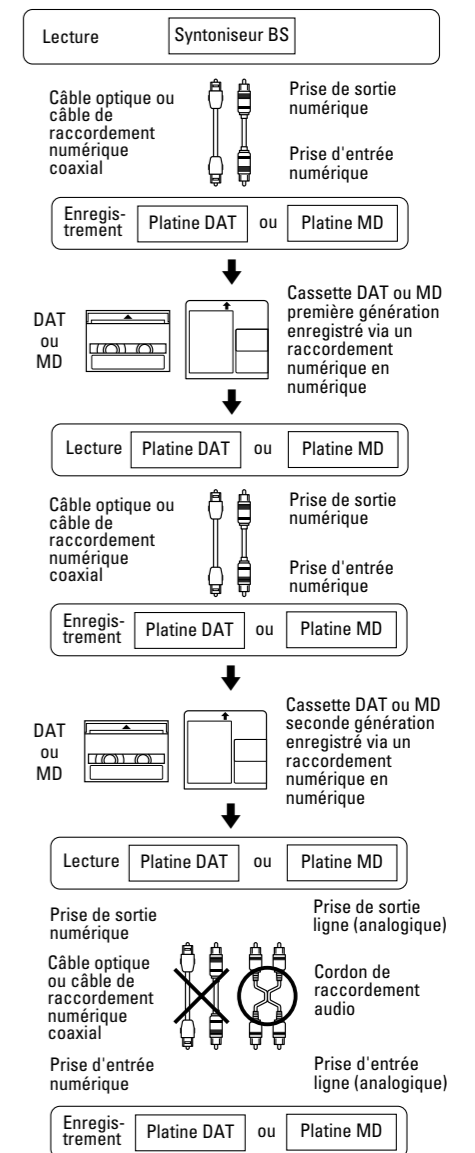 Lecture
Syntoniseur BS
Câble optique ou
câble de
raccordement
numérique
coaxial
Prise de sortie
numérique
Prise d'entrée
numérique
Enregis-
trement
Platine DAT
ou
Platine MD
DAT
ou
MD
Cassette DAT ou MD
première génération
enregistré via un
raccordement
numérique en
numérique
Lecture
Platine DAT
ou
Platine MD
Câble optique ou
câble de
raccordement
numérique
coaxial
Prise de sortie
numérique
Prise d'entrée
numérique
Enregis-
trement
Platine DAT
ou
Platine MD
DAT
ou
MD
Cassette DAT ou MD
seconde génération
enregistré via un
raccordement
numérique en
numérique
Lecture
Platine DAT
ou
Platine MD
Prise de sortie
numérique
Câble optique
ou câble de
raccordement
numérique
coaxial
Prise d'entrée
numérique
Prise de sortie
ligne (analogique)
Cordon de
raccordement
audio
Prise d'entrée
ligne (analogique)
Enregis-
trement
Platine DAT
ou
Platine MD